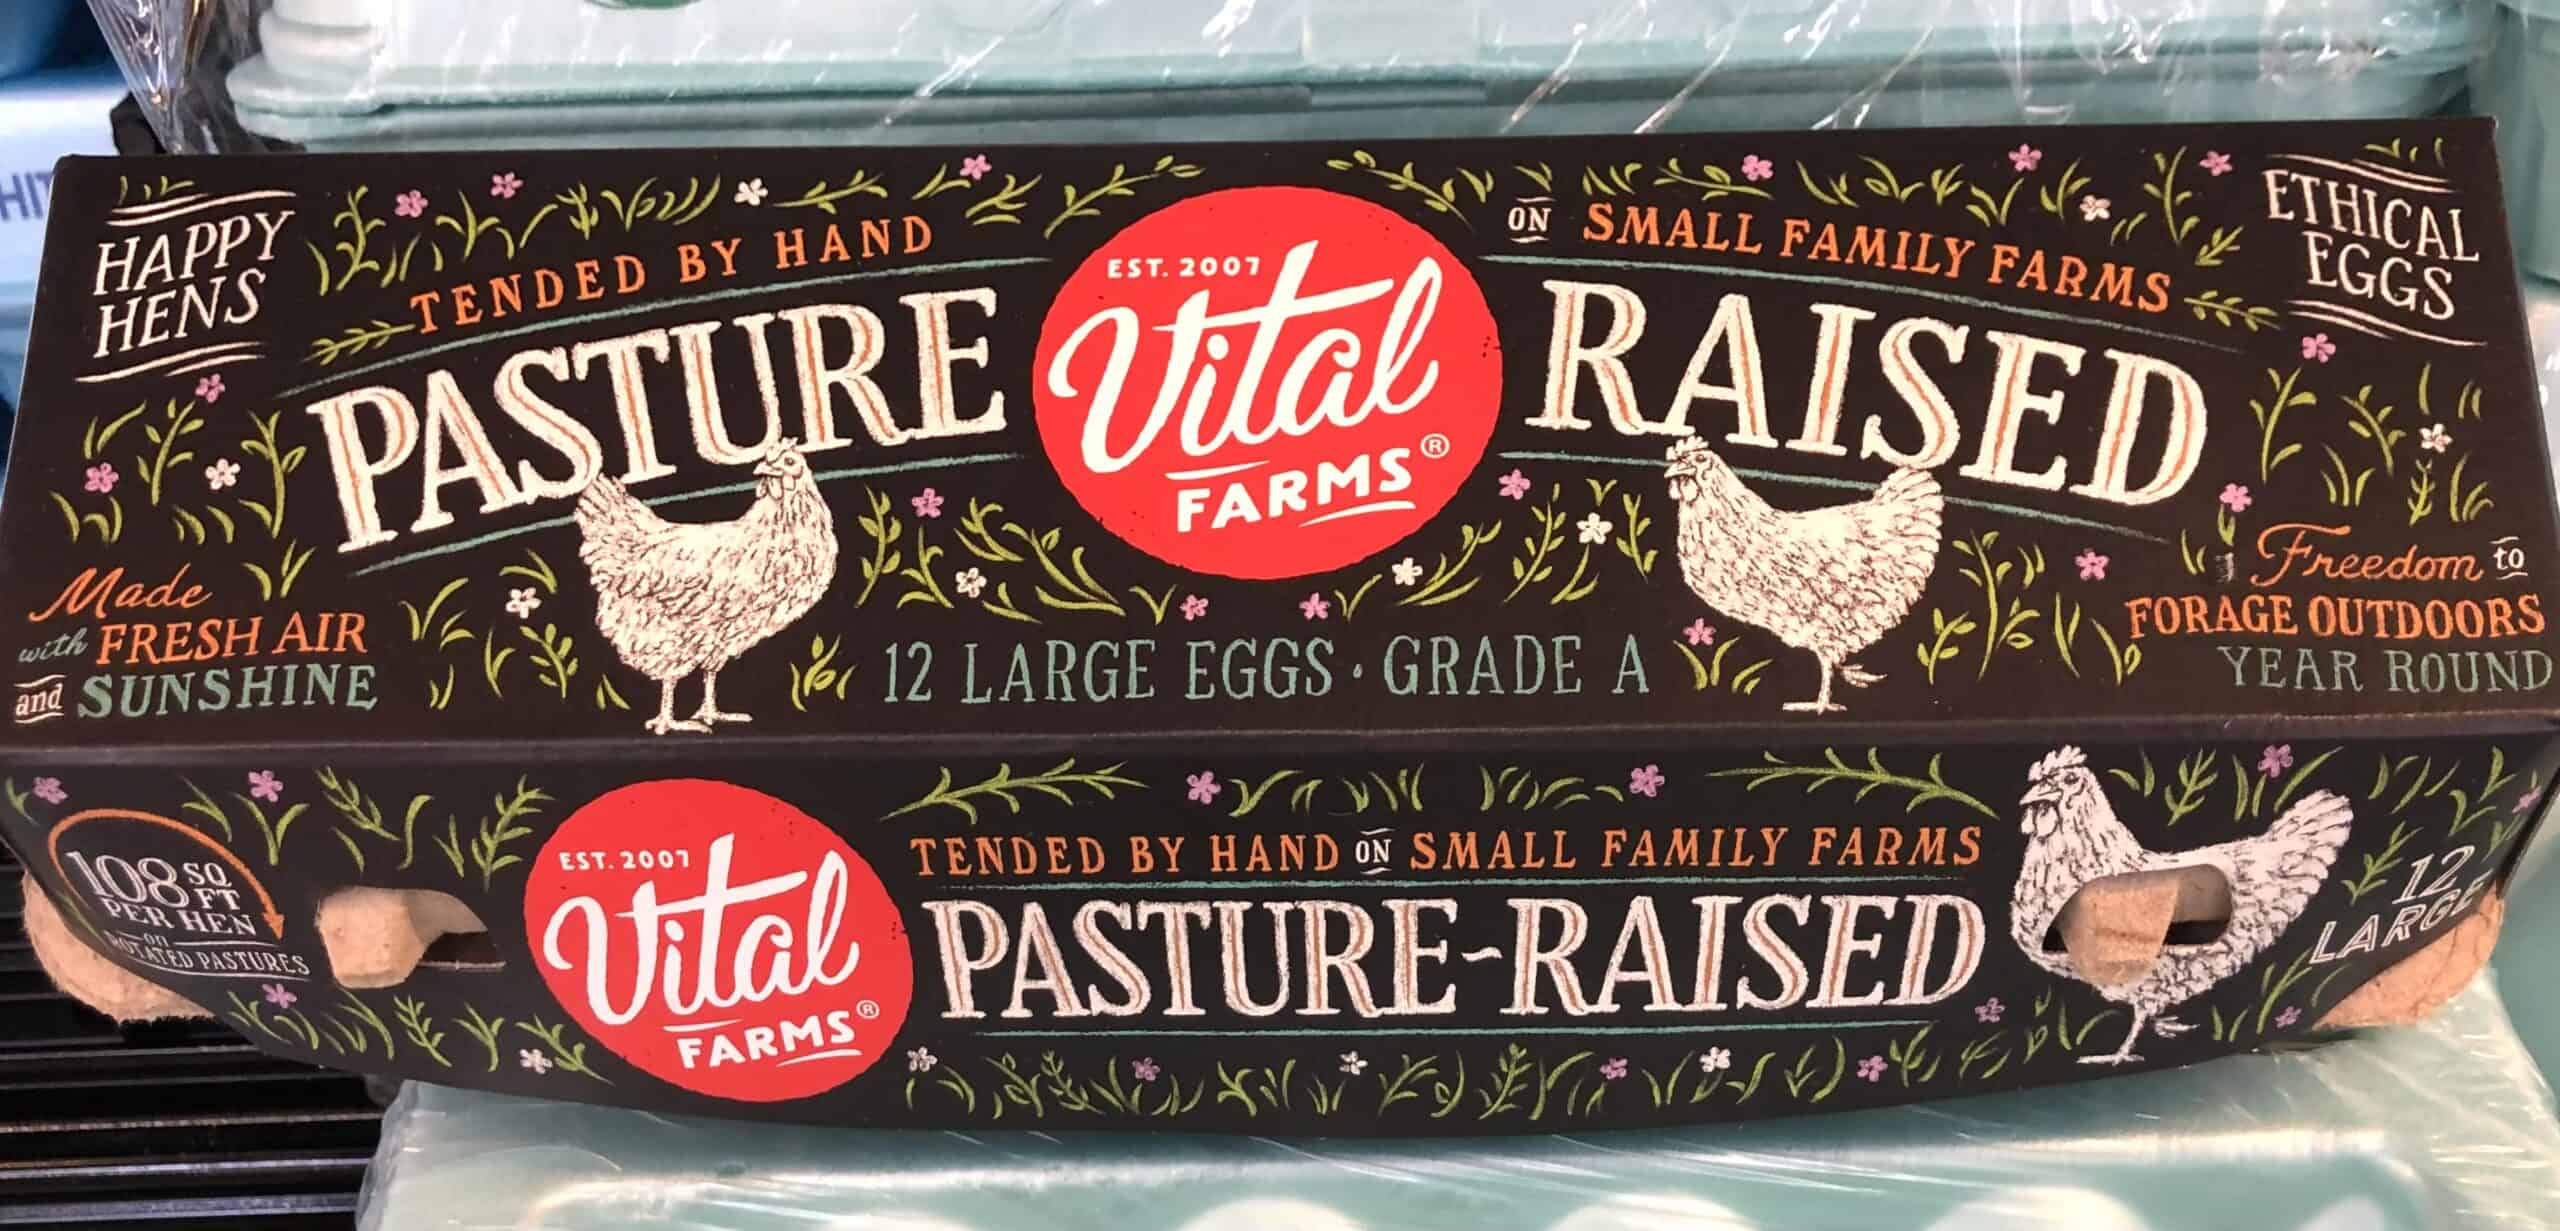 HIT
HAPPY
HENS
TENDED BY HAND
PASTURE
EST. 2007
Vital
FARMS®
ON SMALL FAMILY FARMS
RAISED
ETHICAL
EGGS
Made
with FRESH AIR
and SUNSHINE
12 LARGE EGGS · GRADE A
Freedom to
FORAGE OUTDOORS
YEAR ROUND
108 SQ. FT
PER HEN
on
ROTATED PASTURES
EST. 2007
Vital
FARMS®
TENDED BY HAND ON SMALL FAMILY FARMS
PASTURE-RAISED
12
LARGE